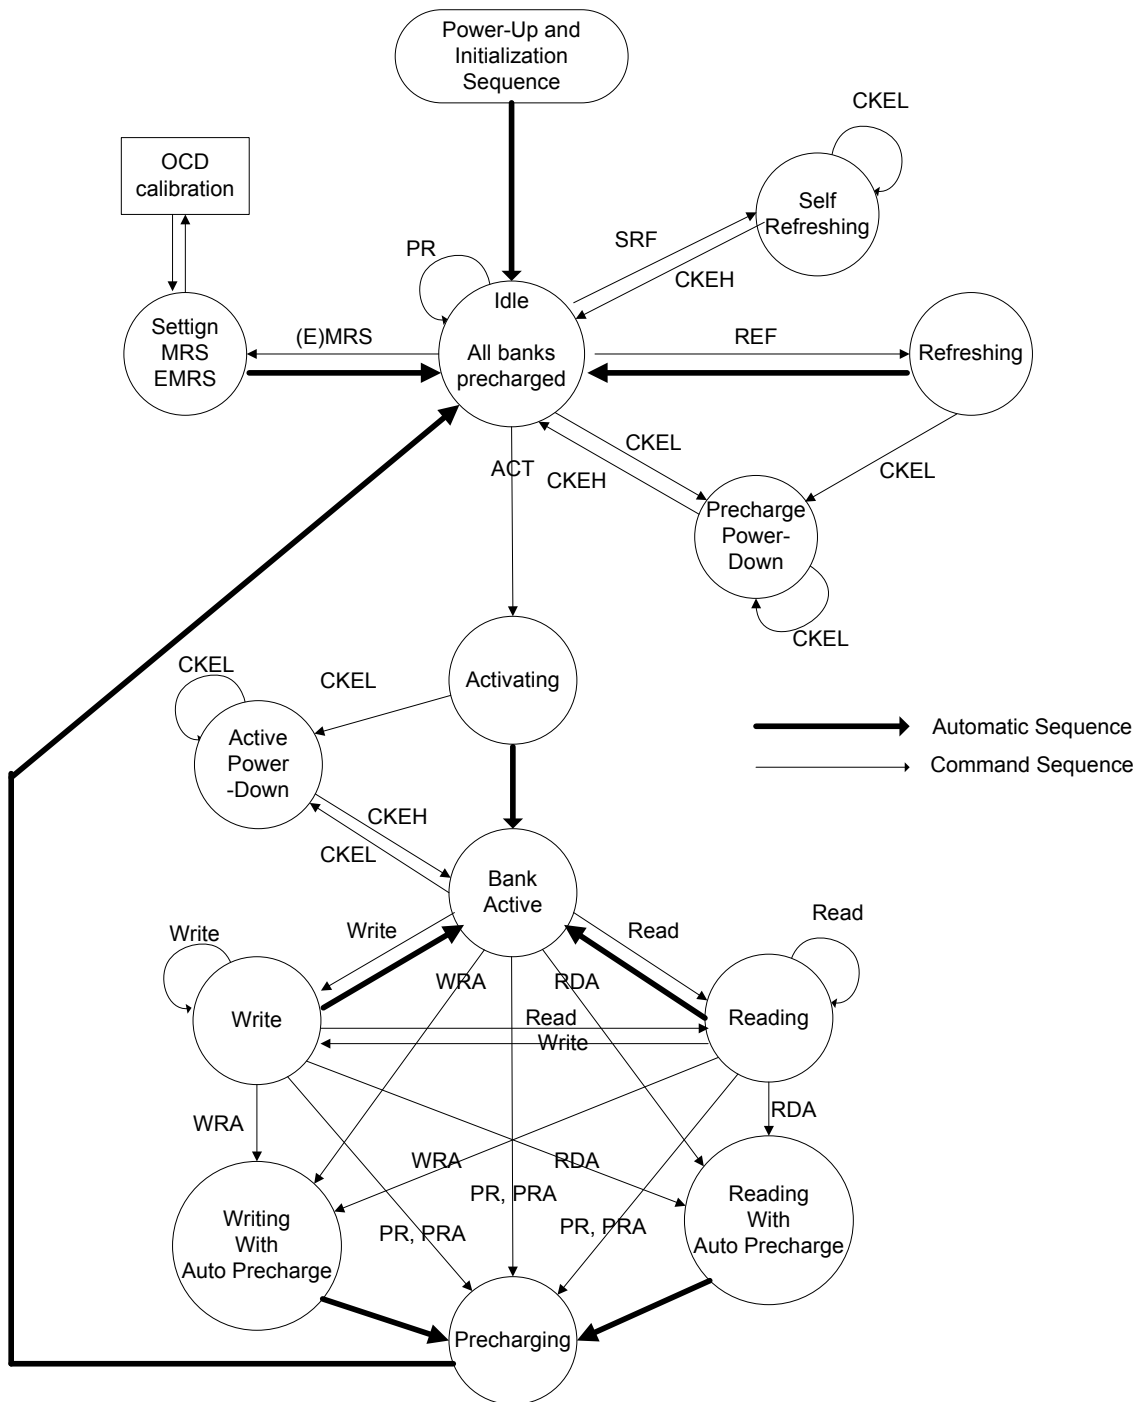 Power-Up and
Initialization
Sequence
CKEL
OCD
calibration
Self
Refreshing
SRF
PR
CKEH
Idle
Settign
MRS
EMRS
(E)MRS
All banks
precharged
REF
Refreshing
CKEL
ACT
CKEH
CKEL
Precharge
Power-
Down
CKEL
CKEL
CKEL
Activating
Active
Power
-Down
Automatic Sequence
Command Sequence
CKEH
CKEL
Bank
Active
Write
Write
Read
Read
WRA
RDA
Write
Read
Write
Reading
WRA
RDA
WRA
RDA
PR, PRA
PR, PRA
PR, PRA
Writing
With
Auto Precharge
Reading
With
Auto Precharge
Precharging